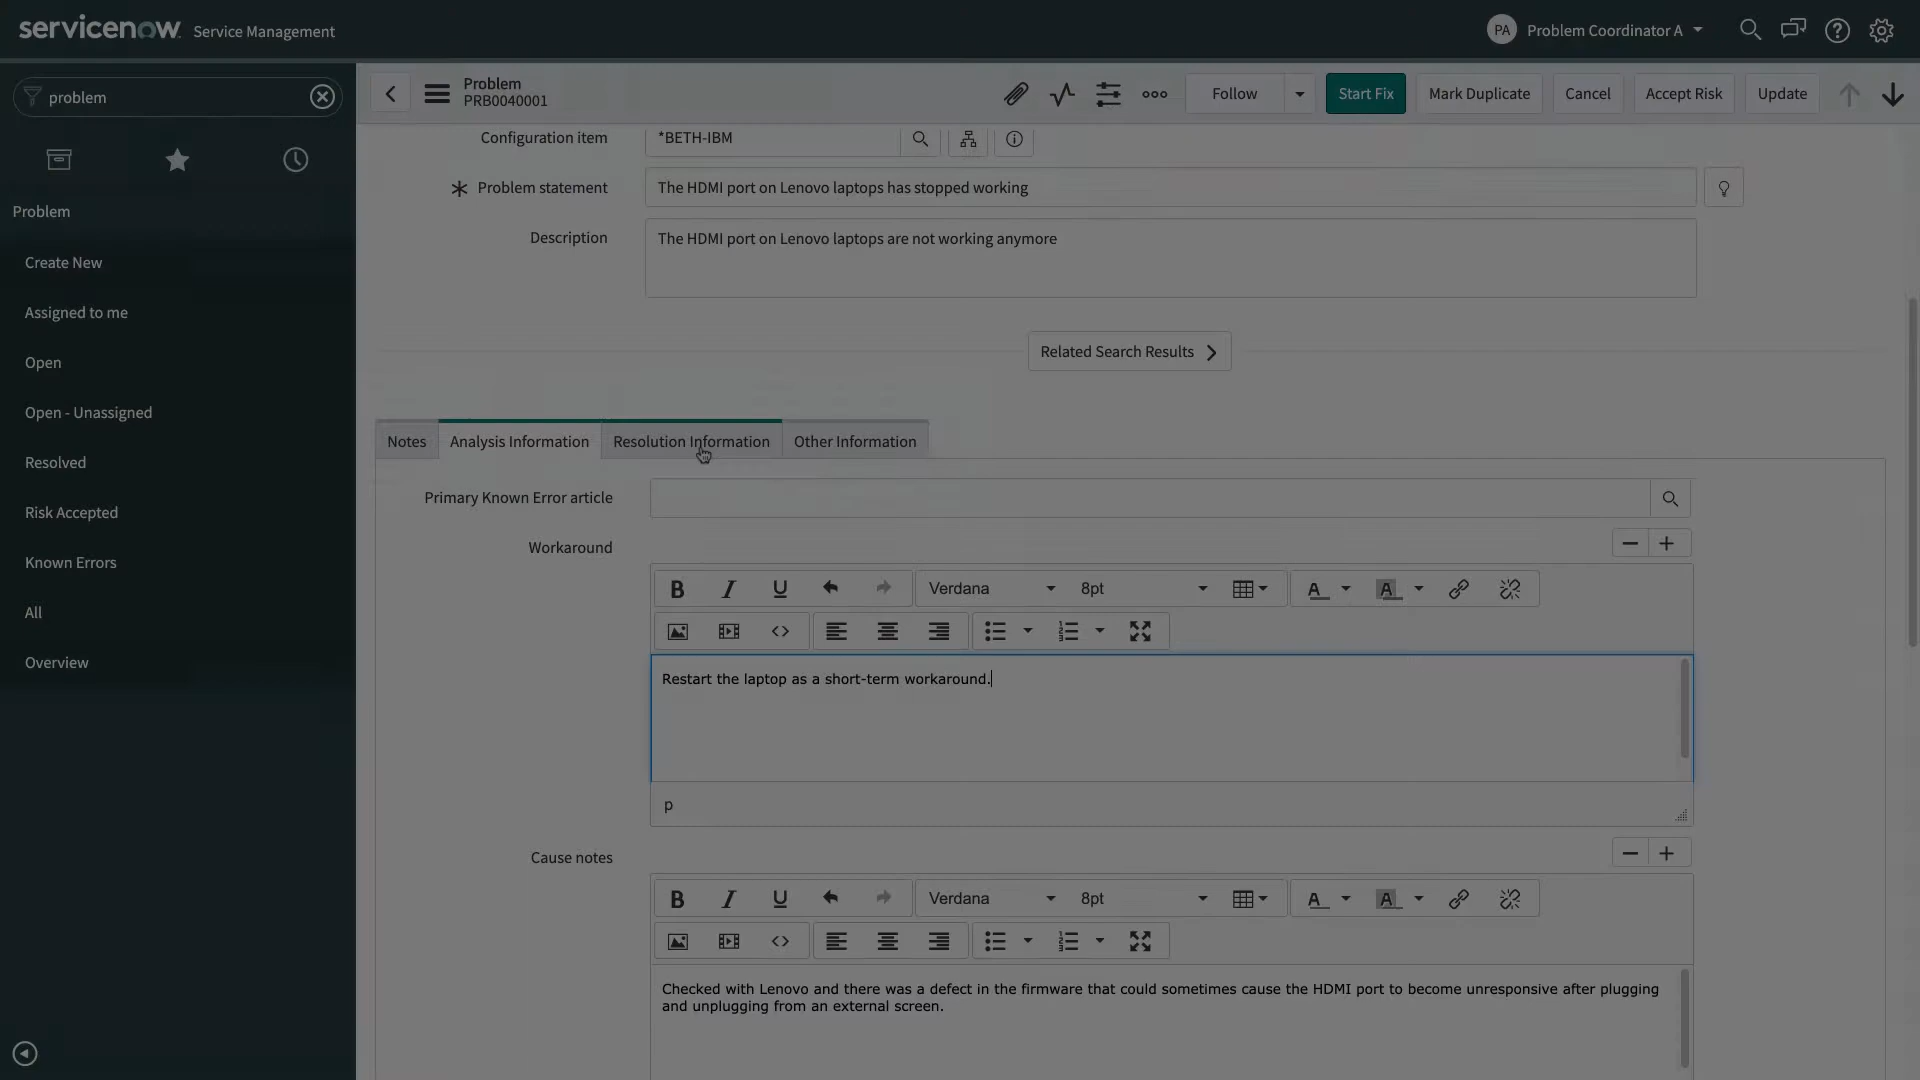 servicenow Service Management
PA Problem Coordinator A
problem
Problem
PRB0040001
Follow
Start Fix
Mark Duplicate
Cancel
Accept Risk
Update
Problem
Create New
Assigned to me
Open
Open - Unassigned
Resolved
Risk Accepted
Known Errors
All
Overview
Configuration item
*BETH-IBM
Problem statement
The HDMI port on Lenovo laptops has stopped working
Description
The HDMI port on Lenovo laptops are not working anymore
Related Search Results
Notes
Analysis Information
Resolution Information
Other Information
Primary Known Error article
Workaround
B I U Verdana 8pt A A
Restart the laptop as a short-term workaround.
p
Cause notes
B I U Verdana 8pt A A
Checked with Lenovo and there was a defect in the firmware that could sometimes cause the HDMI port to become unresponsive after plugging
and unplugging from an external screen.